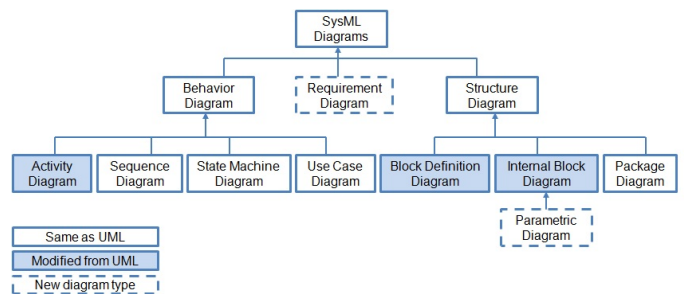 SysML
Diagrams
Behavior
Diagram
Requirement
Diagram
Structure
Diagram
Activity
Diagram
Sequence
Diagram
State Machine
Diagram
Use Case
Diagram
Block Definition
Diagram
Internal Block
Diagram
Package
Diagram
Parametric
Diagram
Same as UML
Modified from UML
New diagram type